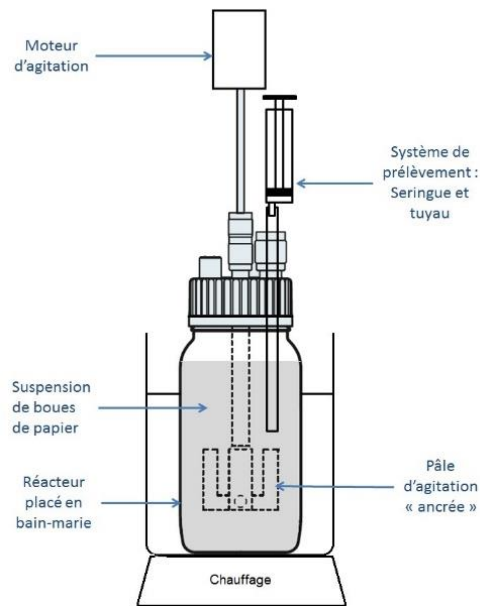 Moteur
d'agitation
Système de
prélèvement :
Seringue et
tuyau
Suspension
de boues
de papier
Réacteur
placé en
bain-marie
Pâle
d'agitation
« ancrée »
Chauffage